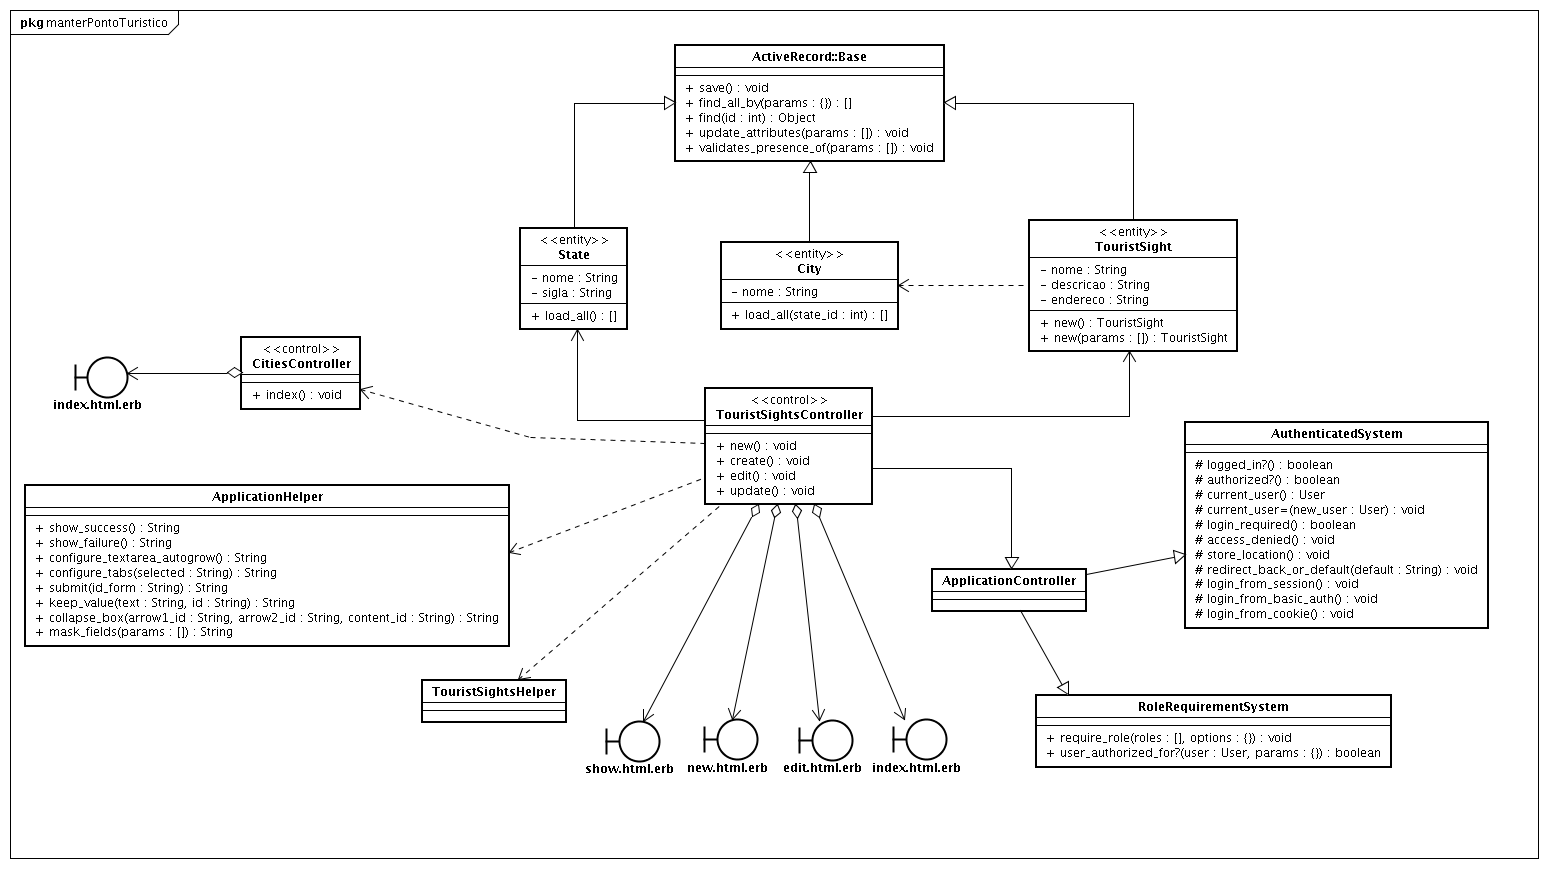 pkg manterPontoTuristico
ActiveRecord::Base
+ save() : void
+ find_all_by(params : {}) : []
+ find(id : int) : Object
+ update_attributes(params : []) : void
+ validates_presence_of(params : []) : void
<<entity>>
State
- nome : String
- sigla : String
+ load_all() : []
<<entity>>
City
- nome : String
+ load_all(state_id : int) : []
<<entity>>
TouristSight
- nome : String
- descricao : String
- endereco : String
+ new() : TouristSight
+ new(params : []) : TouristSight
index.html.erb
<<control>>
CitiesController
+ index() : void
<<control>>
TouristSightsController
+ new() : void
+ create() : void
+ edit() : void
+ update() : void
AuthenticatedSystem
# logged_in?() : boolean
# authorized?() : boolean
# current_user() : User
# current_user=(new_user : User) : void
# login_required() : boolean
# access_denied() : void
# store_location() : void
# redirect_back_or_default(default : String) : void
# login_from_session() : void
# login_from_basic_auth() : void
# login_from_cookie() : void
ApplicationHelper
+ show_success() : String
+ show_failure() : String
+ configure_textarea_autogrow() : String
+ configure_tabs(selected : String) : String
+ submit(id_form : String) : String
+ keep_value(text : String, id : String) : String
+ collapse_box(arrow1_id : String, arrow2_id : String, content_id : String) : String
+ mask_fields(params : []) : String
ApplicationController
TouristSightsHelper
RoleRequirementSystem
+ require_role(roles : [], options : {}) : void
+ user_authorized_for?(user : User, params : {}) : boolean
show.html.erb
new.html.erb
edit.html.erb
index.html.erb